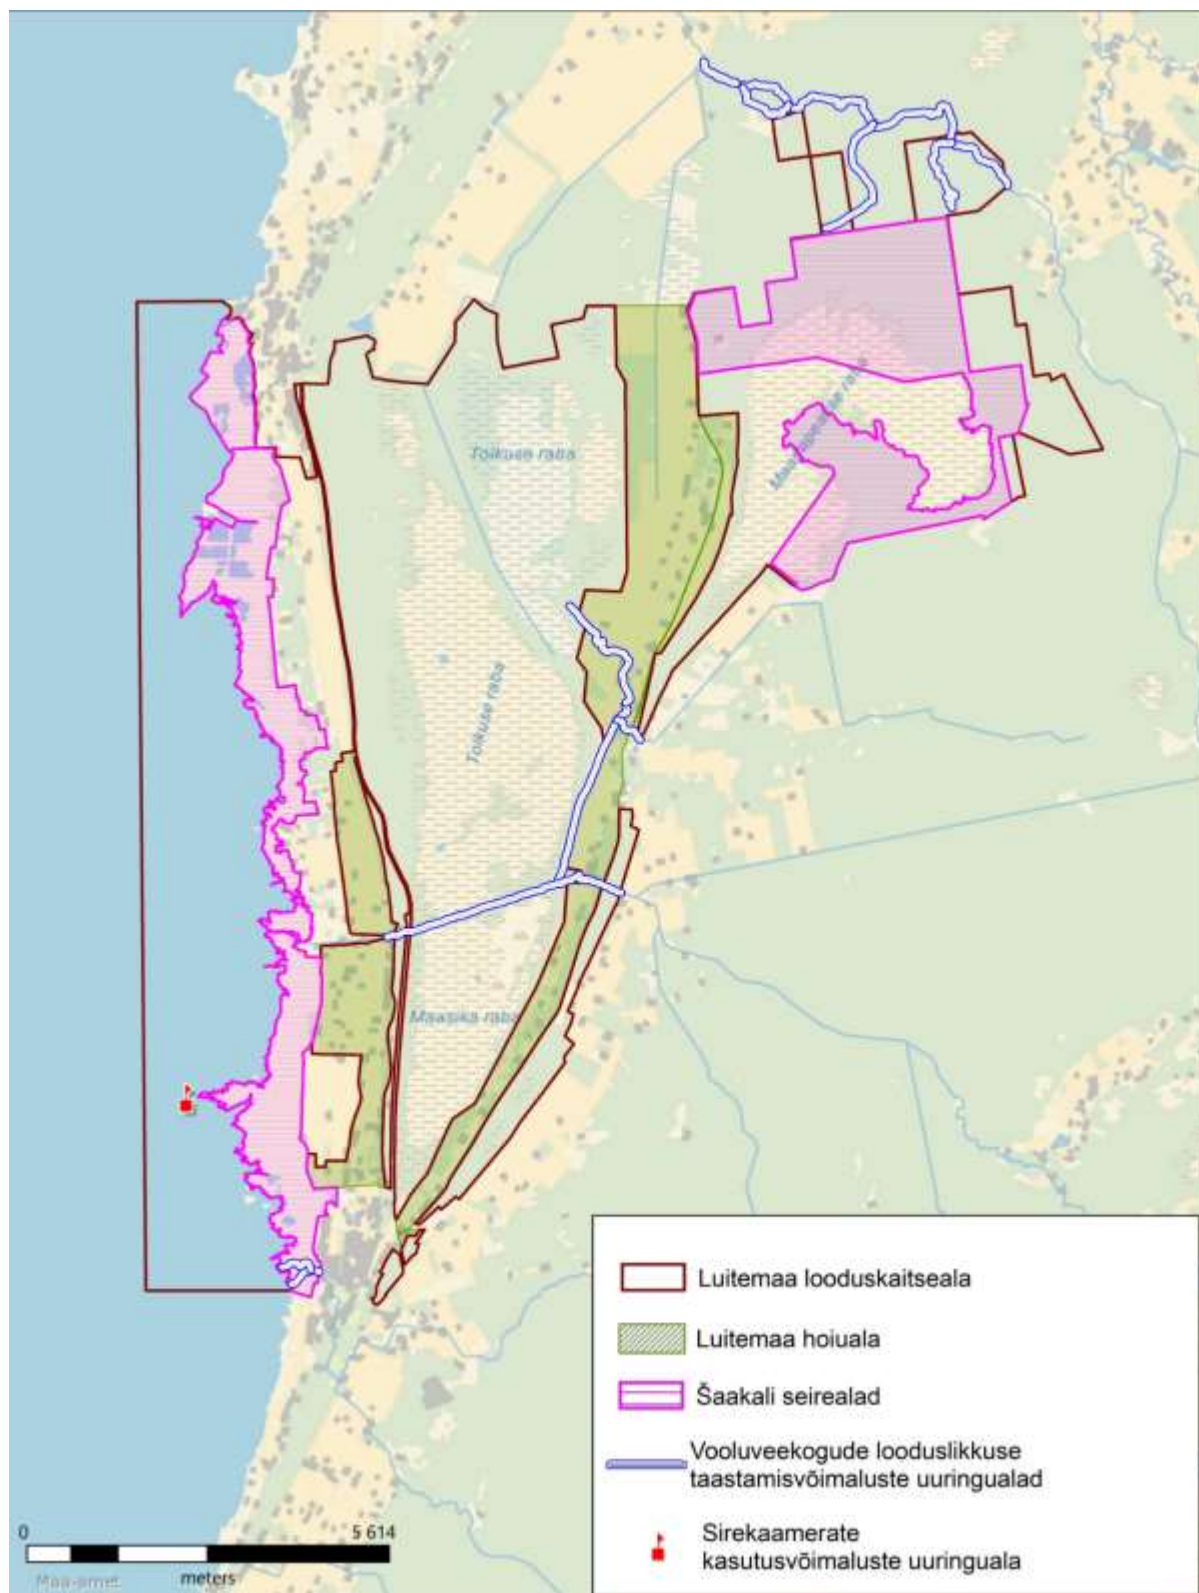 Toikuse raba
Toikuse raba
Maasika raba
Luitemaa looduskaitseala
Luitemaa hoiuala
Šaakali seirealad
Vooluveekogude looduslikkuse
taastamisvõimaluste uuringualad
Sirekaamerate
kasutusvõimaluste uuringuala
0
5 614
meters
Maa-amet